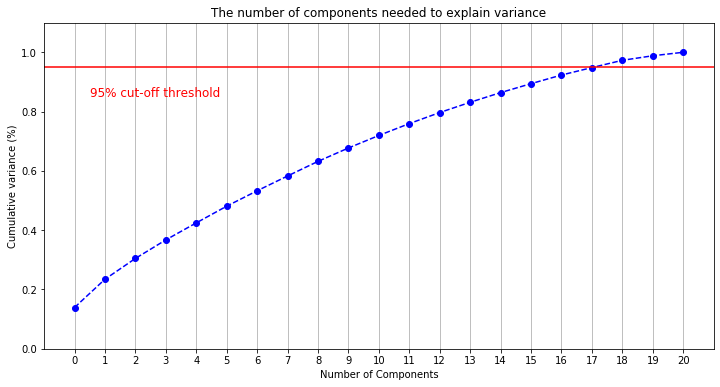 The number of components needed to explain variance
Cumulative variance (%)
1.0
0.8
0.6
0.4
0.2
0.0
95% cut-off threshold
0 1 2 3 4 5 6 7 8 9 10 11 12 13 14 15 16 17 18 19 20
Number of Components